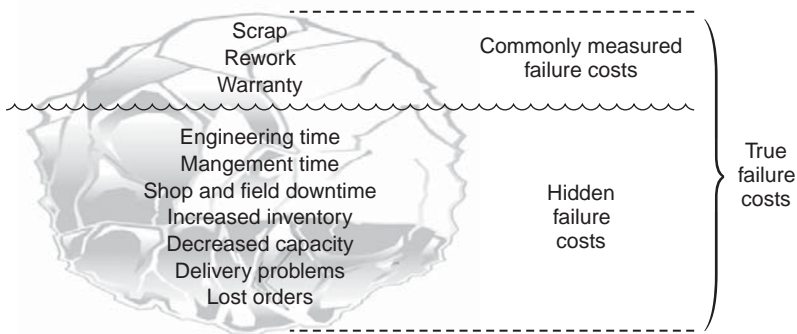 Scrap
Rework
Warranty
Commonly measured
failure costs
Engineering time
Mangement time
Shop and field downtime
Increased inventory
Decreased capacity
Delivery problems
Lost orders
Hidden
failure
costs
True
failure
costs